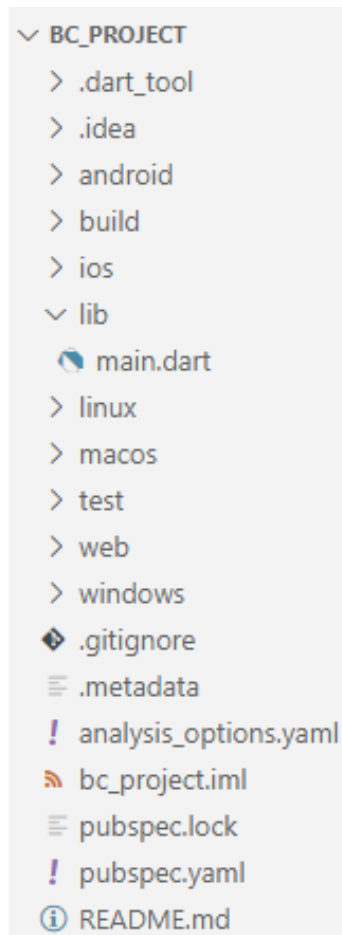 BC_PROJECT
.dart_tool
.idea
android
build
ios
lib
main.dart
linux
macos
test
web
windows
.gitignore
.metadata
analysis_options.yaml
bc_project.iml
pubspec.lock
pubspec.yaml
README.md